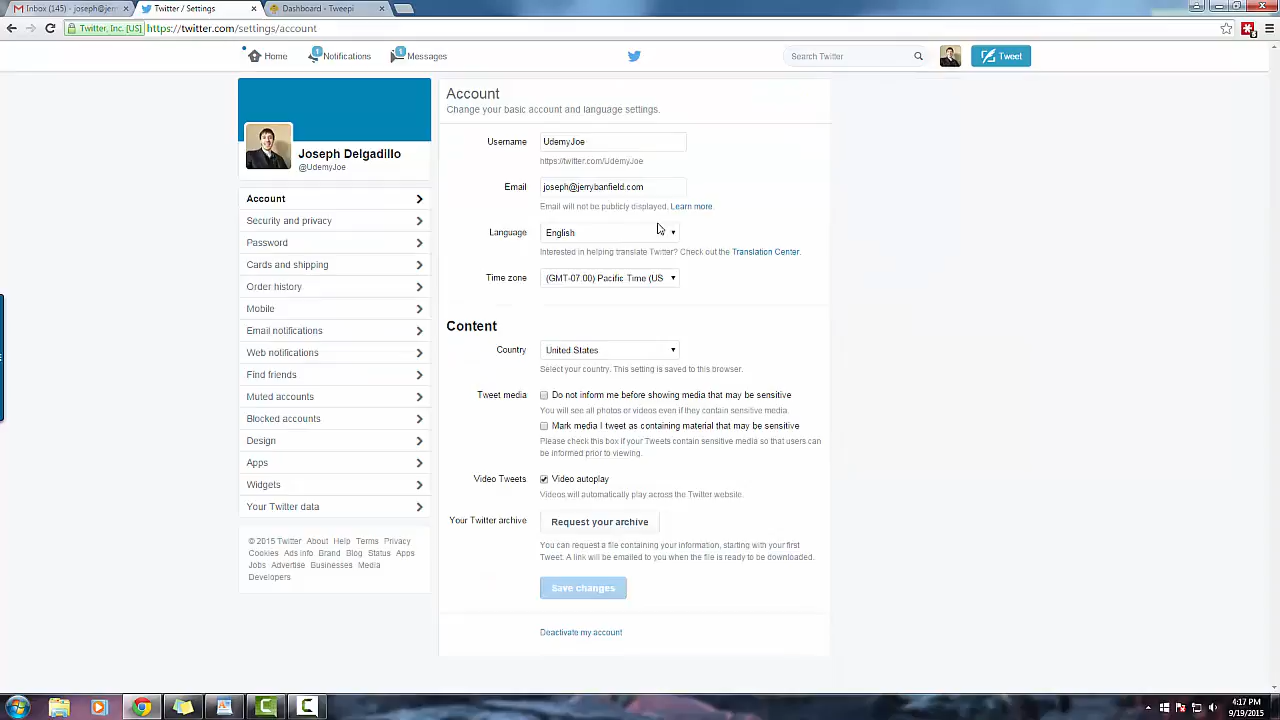 Inbox (145) - joseph@jerr
Twitter / Settings
Dashboard - Tweepi
Twitter, Inc. [US]
https://twitter.com/settings/account
Home
1
Notifications
1
Messages
Search Twitter
Tweet
Joseph Delgadillo
@UdemyJoe
Account
Security and privacy
Password
Cards and shipping
Order history
Mobile
Email notifications
Web notifications
Find friends
Muted accounts
Blocked accounts
Design
Apps
Widgets
Your Twitter data
© 2015 Twitter About Help Terms Privacy
Cookies Ads info Brand Blog Status Apps
Jobs Advertise Businesses Media
Developers
Account
Change your basic account and language settings.
Username
UdemyJoe
https://twitter.com/UdemyJoe
Email
joseph@jerrybanfield.com
Email will not be publicly displayed. Learn more.
Language
English
Interested in helping translate Twitter? Check out the Translation Center.
Time zone
(GMT-07:00) Pacific Time (US
Content
Country
United States
Select your country. This setting is saved to this browser.
Tweet media
Do not inform me before showing media that may be sensitive
You will see all photos or videos even if they contain sensitive media.
Mark media I tweet as containing material that may be sensitive
Please check this box if your Tweets contain sensitive media so that users can
be informed prior to viewing.
Video Tweets
Video autoplay
Videos will automatically play across the Twitter website.
Your Twitter archive
Request your archive
You can request a file containing your information, starting with your first
Tweet. A link will be emailed to you when the file is ready to be downloaded.
Save changes
Deactivate my account
4:17 PM
9/19/2015